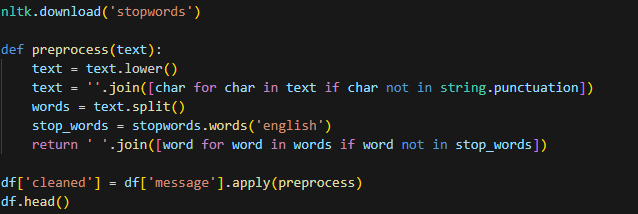 nltk.download('stopwords')
def preprocess(text):
    text = text.lower()
    text = ''.join([char for char in text if char not in string.punctuation])
    words = text.split()
    stop_words = stopwords.words('english')
    return ' '.join([word for word in words if word not in stop_words])
df['cleaned'] = df['message'].apply(preprocess)
df.head()